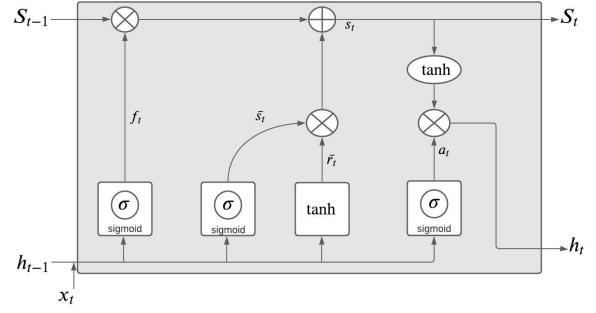 S_{t-1} s_t S_t
tanh
f_t s̄_t r̄_t a_t
σ σ tanh σ
sigmoid sigmoid sigmoid
h_t
h_{t-1}
x_t